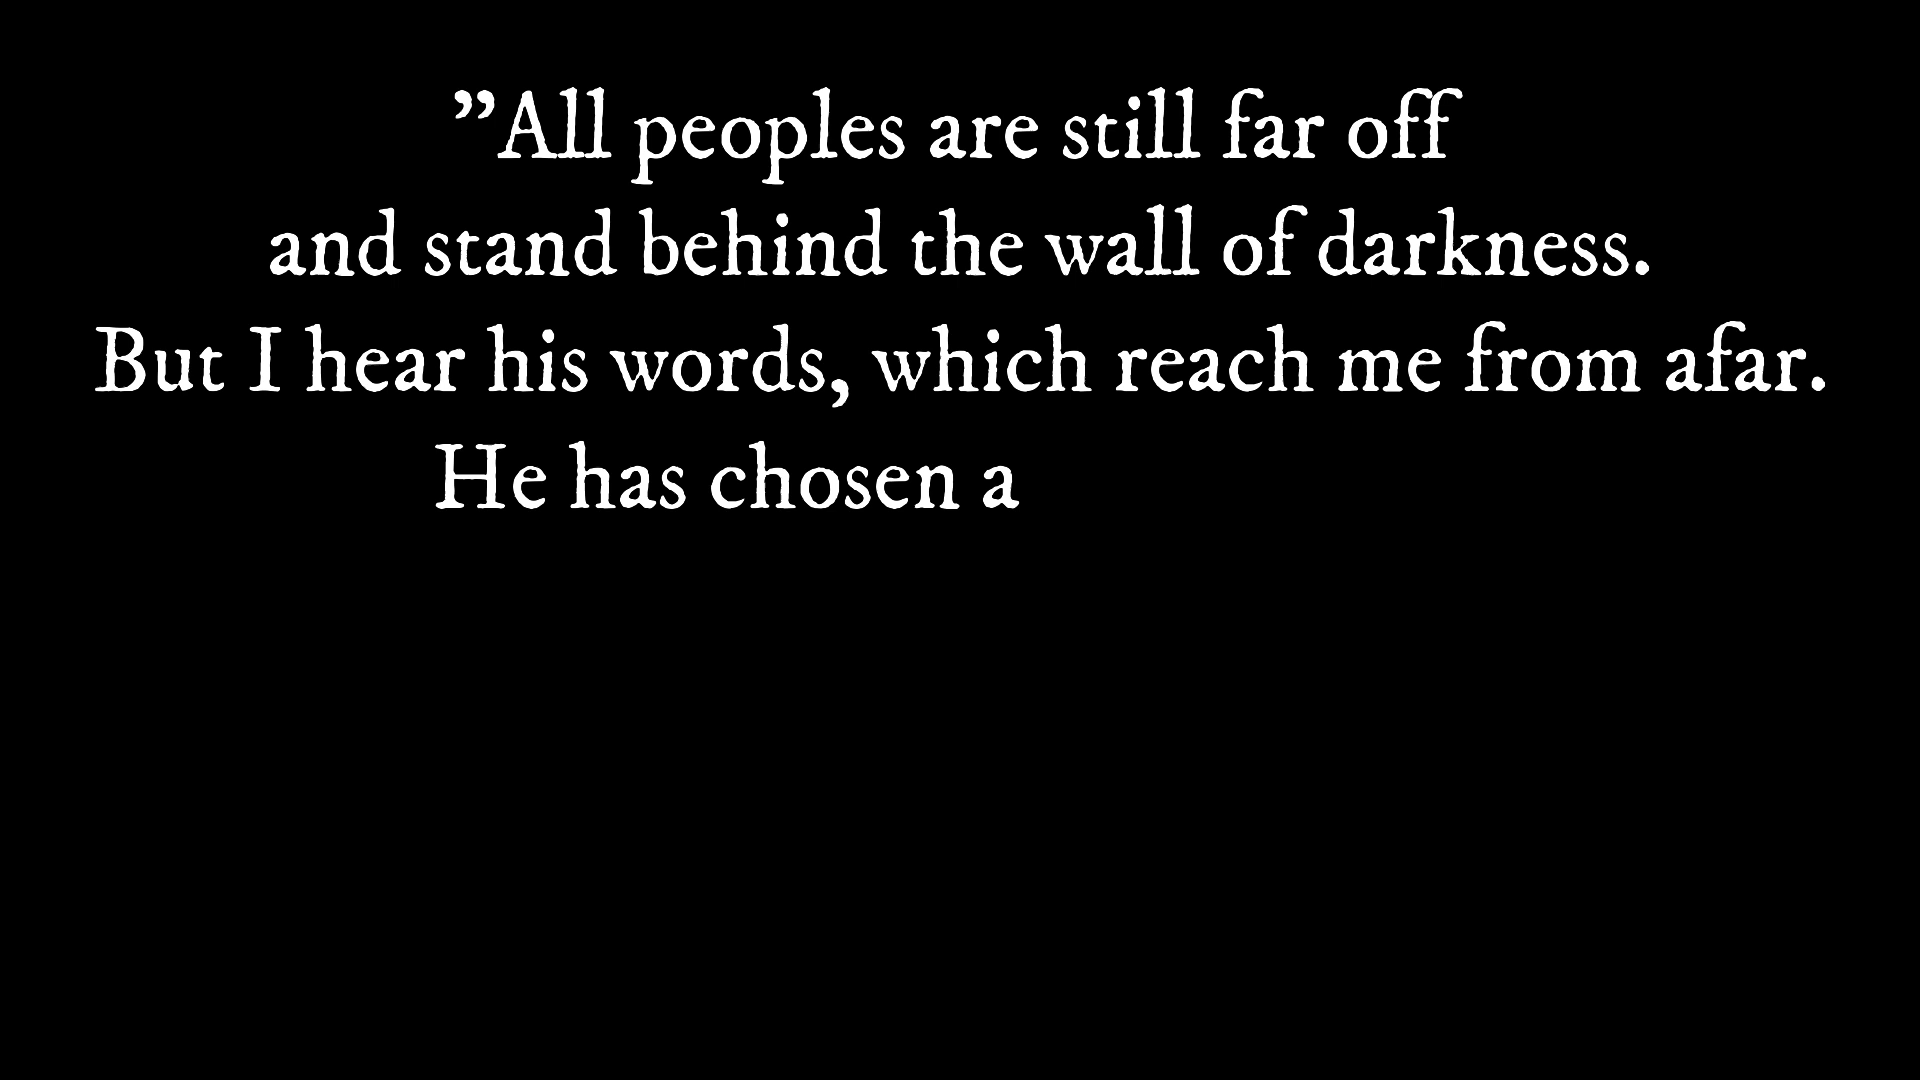 ”All peoples are still far off
and stand behind the wall of darkness.
But I hear his words, which reach me from afar.
He has chosen a